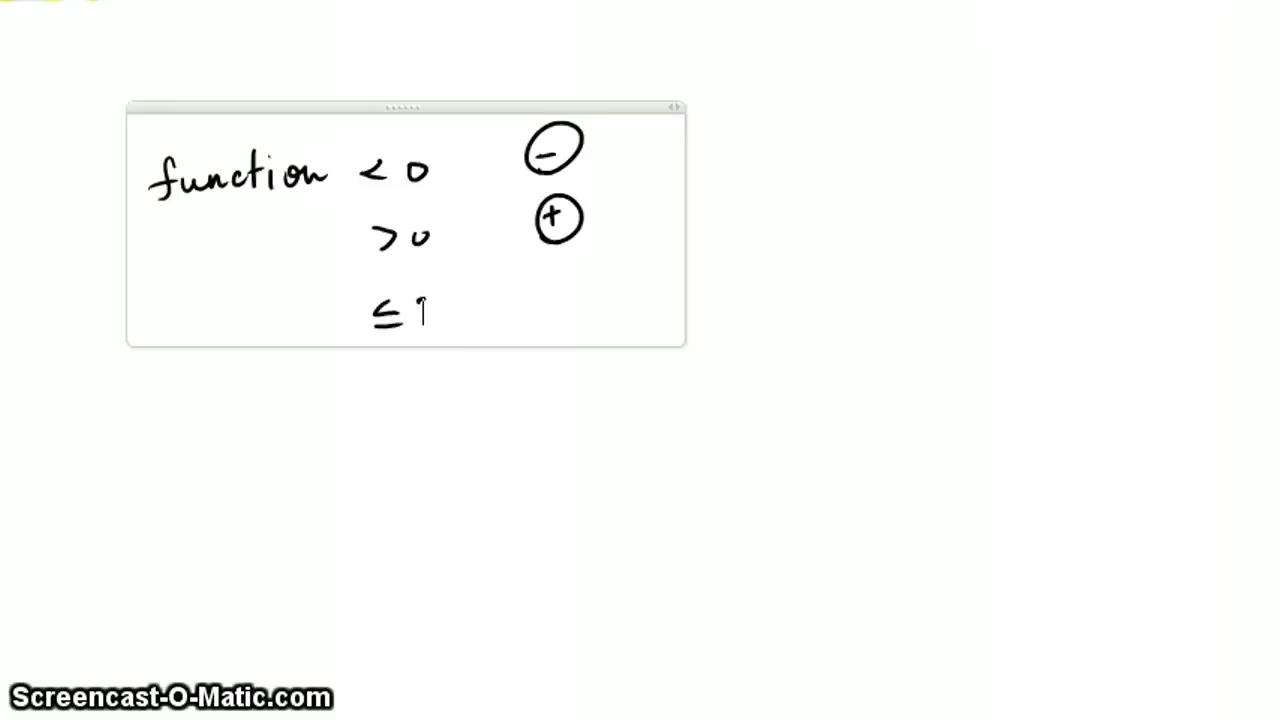 function < 0 ⊖
> 0 ⊕
≤
Screencast-O-Matic.com